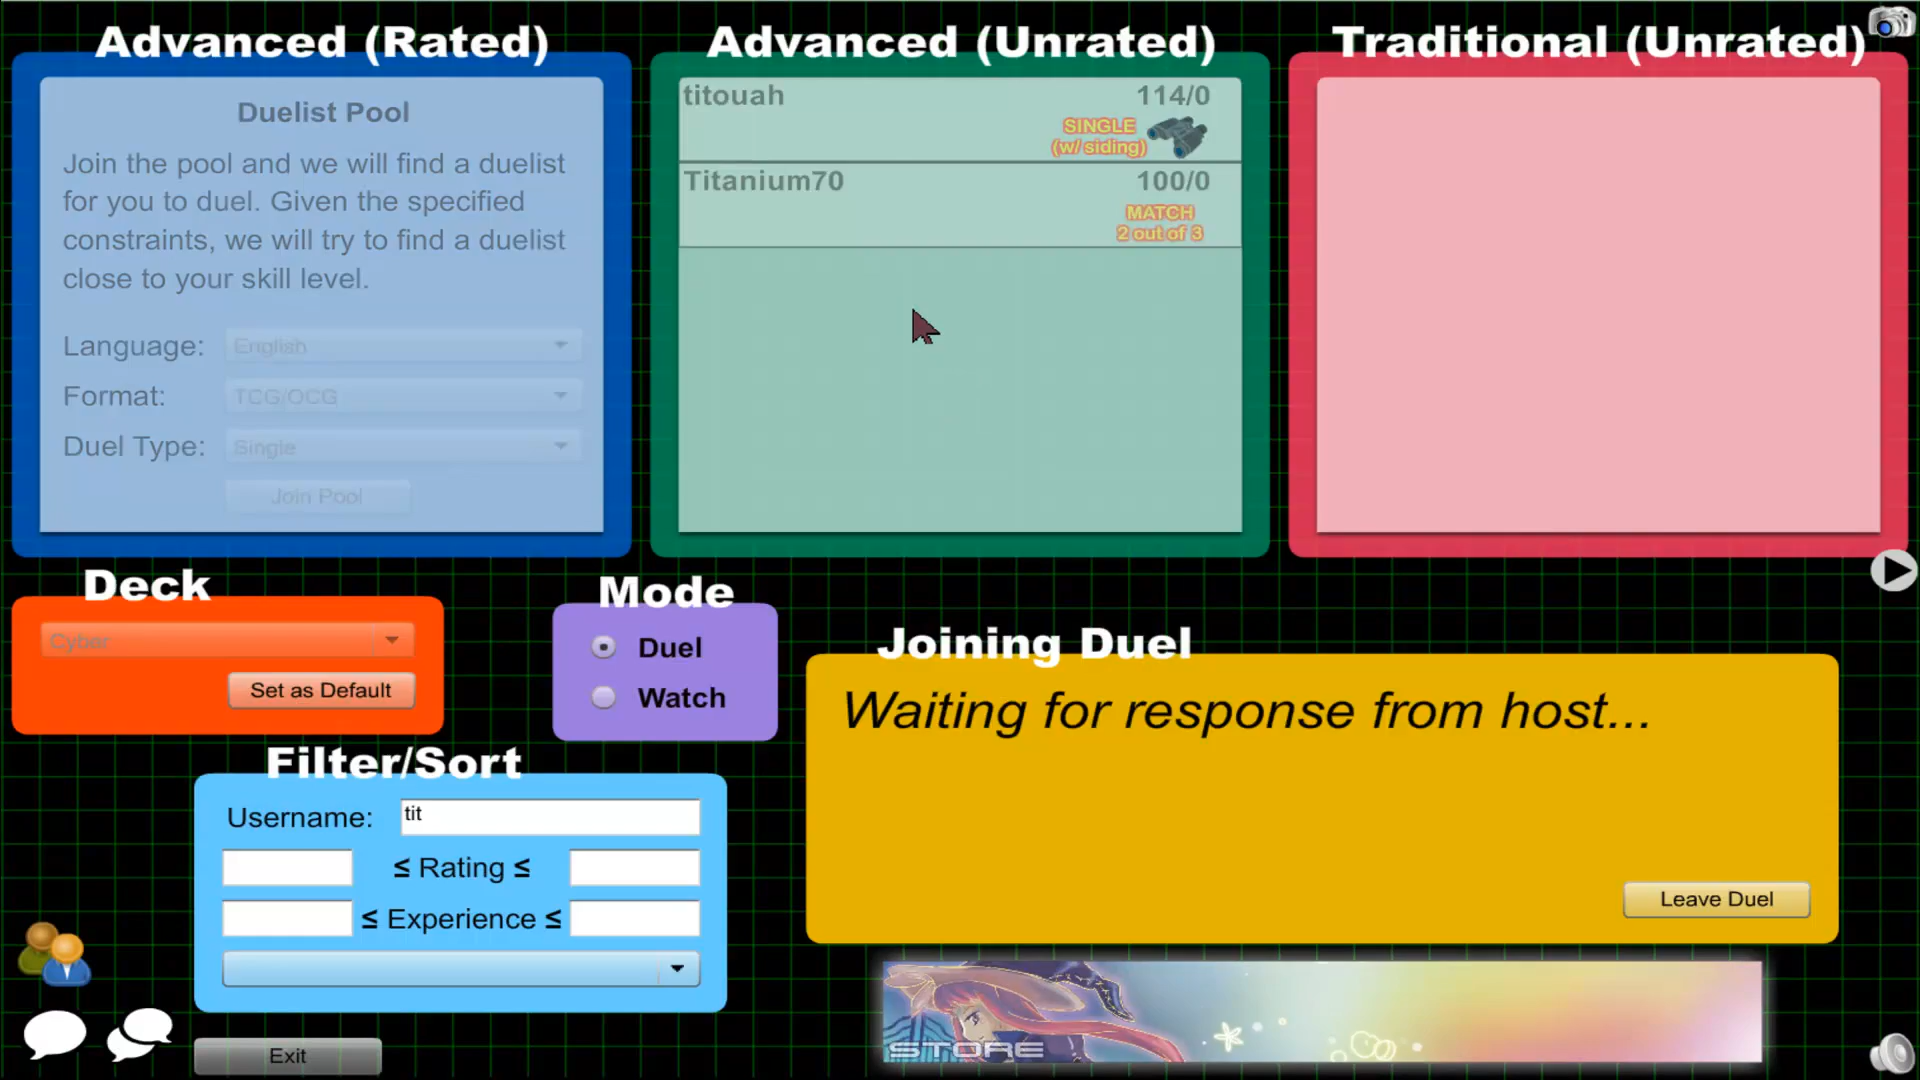 Advanced (Rated)
Duelist Pool
Join the pool and we will find a duelist
for you to duel. Given the specified
constraints, we will try to find a duelist
close to your skill level.
Language: English
Format: TCG/OCG
Duel Type: Single
Join Pool
Advanced (Unrated)
titouah 114/0
SINGLE
(w/ siding)
Titanium70 100/0
MATCH
2 out of 3
Traditional (Unrated)
Deck
Cyber
Set as Default
Mode
Duel
Watch
Joining Duel
Waiting for response from host...
Leave Duel
Filter/Sort
Username: tit
≤ Rating ≤
≤ Experience ≤
STORE
Exit